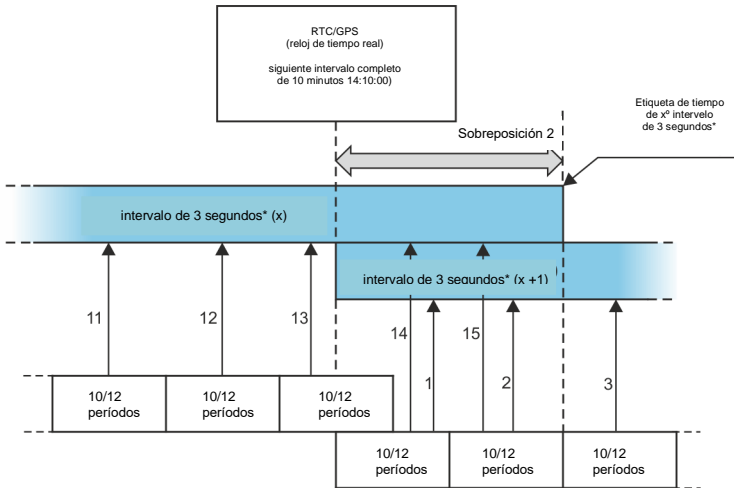 RTC/GPS
(reloj de tiempo real)
siguiente intervalo completo
de 10 minutos 14:10:00)
Etiqueta de tiempo
de xº intervelo
de 3 segundos*
Sobreposición 2
intervalo de 3 segundos* (x)
intervalo de 3 segundos* (x +1)
11
12
13
14
15
1
2
3
10/12
períodos
10/12
períodos
10/12
períodos
10/12
períodos
10/12
períodos
10/12
períodos